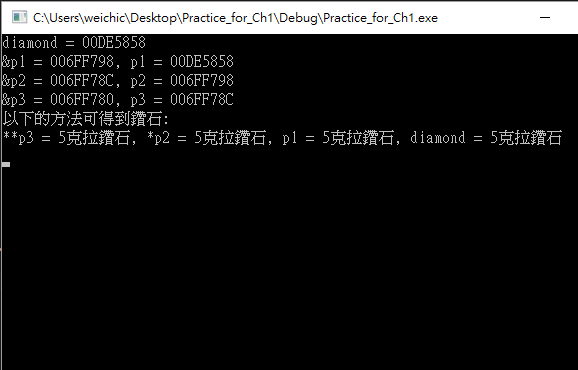 C:\Users\weichic\Desktop\Practice_for_Ch1\Debug\Practice_for_Ch1.exe
diamond = 00DE5858
&p1 = 006FF798, p1 = 00DE5858
&p2 = 006FF78C, p2 = 006FF798
&p3 = 006FF780, p3 = 006FF78C
以下的方法可得到鑽石:
**p3 = 5克拉鑽石, *p2 = 5克拉鑽石, p1 = 5克拉鑽石, diamond = 5克拉鑽石